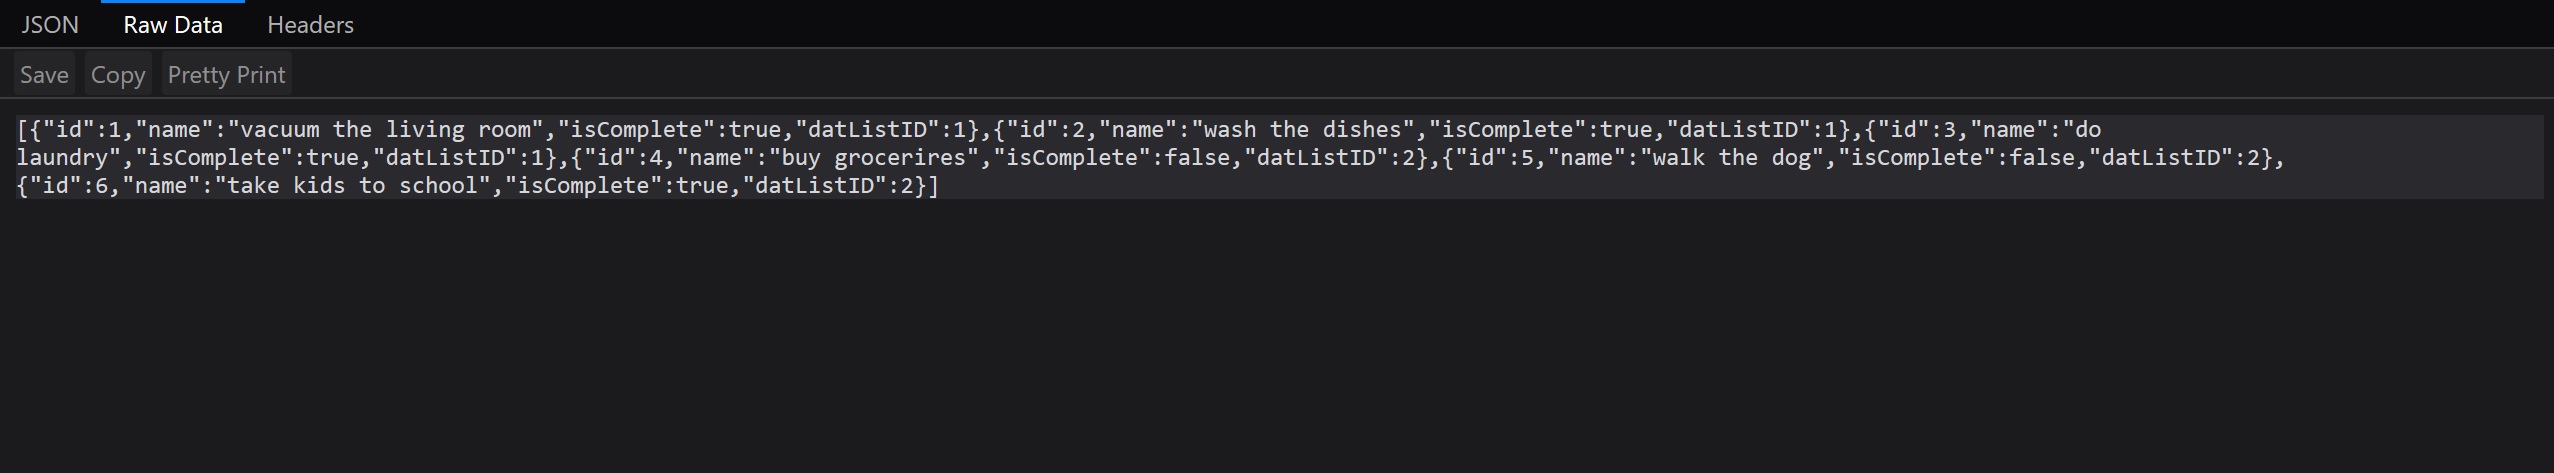 JSON Raw Data Headers
Save Copy Pretty Print
[{"id":1,"name":"vacuum the living room","isComplete":true,"datListID":1},{"id":2,"name":"wash the dishes","isComplete":true,"datListID":1},{"id":3,"name":"do
laundry","isComplete":true,"datListID":1},{"id":4,"name":"buy grocerires","isComplete":false,"datListID":2},{"id":5,"name":"walk the dog","isComplete":false,"datListID":2},
{"id":6,"name":"take kids to school","isComplete":true,"datListID":2}]